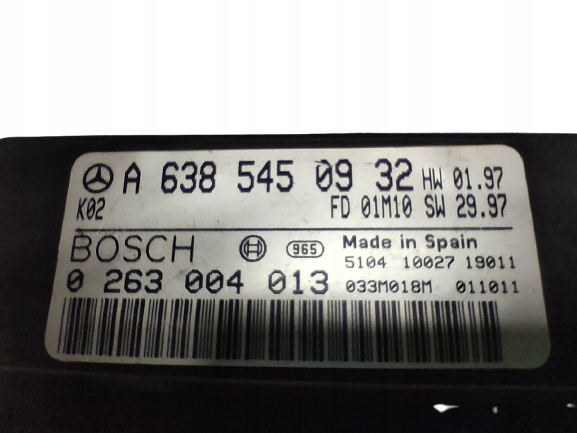 A 638 545 09 32 HW 01.97
K02 FD 01M10 SW 29.97
BOSCH 965 Made in Spain
5104 10027 19011
0 263 004 013 033M018M 011011